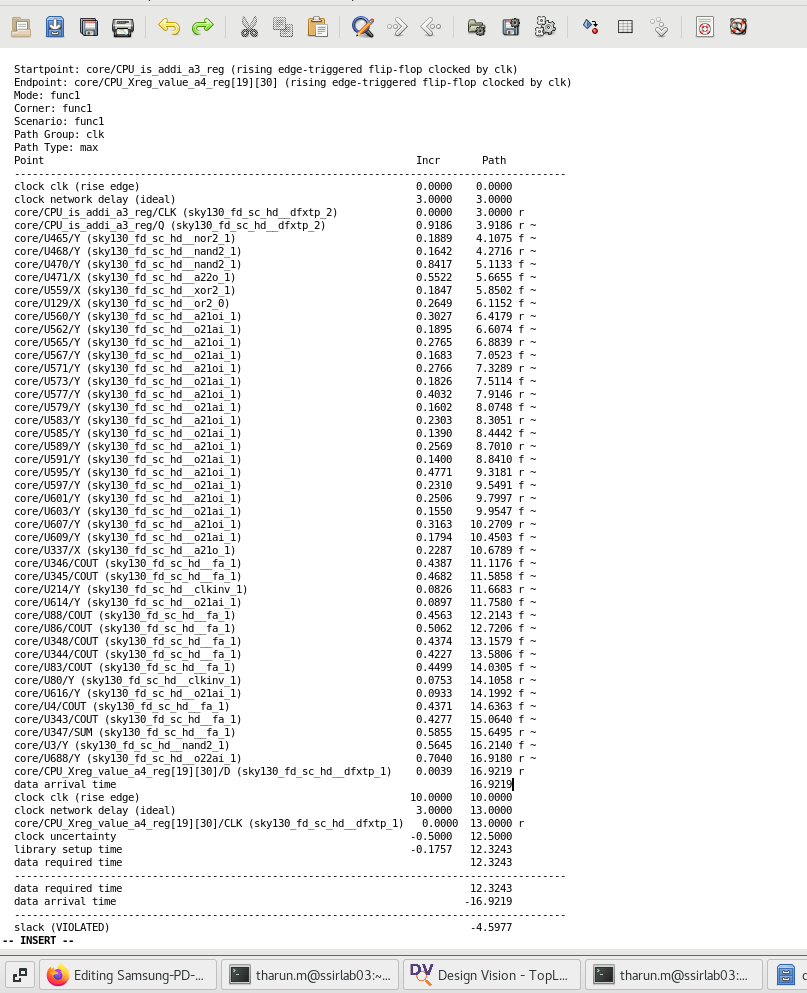 Startpoint: core/CPU_is_addi_a3_reg (rising edge-triggered flip-flop clocked by clk)
Endpoint: core/CPU_Xreg_value_a4_reg[19][30] (rising edge-triggered flip-flop clocked by clk)
Mode: func1
Corner: func1
Scenario: func1
Path Group: clk
Path Type: max
Point Incr Path
-----------------------------------------------------------------------------------------
clock clk (rise edge) 0.0000 0.0000
clock network delay (ideal) 3.0000 3.0000
core/CPU_is_addi_a3_reg/CLK (sky130_fd_sc_hd__dfxtp_2) 0.0000 3.0000 r
core/CPU_is_addi_a3_reg/Q (sky130_fd_sc_hd__dfxtp_2) 0.9186 3.9186 r ~
core/U465/Y (sky130_fd_sc_hd__nor2_1) 0.1889 4.1075 f ~
core/U468/Y (sky130_fd_sc_hd__nand2_1) 0.1642 4.2716 r ~
core/U470/Y (sky130_fd_sc_hd__nand2_1) 0.8417 5.1133 f ~
core/U471/X (sky130_fd_sc_hd__a22o_1) 0.5522 5.6655 f ~
core/U559/X (sky130_fd_sc_hd__xor2_1) 0.1847 5.8502 f ~
core/U129/X (sky130_fd_sc_hd__or2_0) 0.2649 6.1152 f ~
core/U560/Y (sky130_fd_sc_hd__a21oi_1) 0.3027 6.4179 r ~
core/U562/Y (sky130_fd_sc_hd__o21ai_1) 0.1895 6.6074 f ~
core/U565/Y (sky130_fd_sc_hd__a21oi_1) 0.2765 6.8839 r ~
core/U567/Y (sky130_fd_sc_hd__o21ai_1) 0.1683 7.0523 f ~
core/U571/Y (sky130_fd_sc_hd__a21oi_1) 0.2766 7.3289 r ~
core/U573/Y (sky130_fd_sc_hd__o21ai_1) 0.1826 7.5114 f ~
core/U577/Y (sky130_fd_sc_hd__a21oi_1) 0.4032 7.9146 r ~
core/U579/Y (sky130_fd_sc_hd__o21ai_1) 0.1602 8.0748 f ~
core/U583/Y (sky130_fd_sc_hd__a21oi_1) 0.2303 8.3051 r ~
core/U585/Y (sky130_fd_sc_hd__o21ai_1) 0.1390 8.4442 f ~
core/U589/Y (sky130_fd_sc_hd__a21oi_1) 0.2569 8.7010 r ~
core/U591/Y (sky130_fd_sc_hd__o21ai_1) 0.1400 8.8410 f ~
core/U595/Y (sky130_fd_sc_hd__a21oi_1) 0.4771 9.3181 r ~
core/U597/Y (sky130_fd_sc_hd__o21ai_1) 0.2310 9.5491 f ~
core/U601/Y (sky130_fd_sc_hd__a21oi_1) 0.2506 9.7997 r ~
core/U603/Y (sky130_fd_sc_hd__o21ai_1) 0.1550 9.9547 f ~
core/U607/Y (sky130_fd_sc_hd__a21oi_1) 0.3163 10.2709 r ~
core/U609/Y (sky130_fd_sc_hd__o21ai_1) 0.1794 10.4503 f ~
core/U337/X (sky130_fd_sc_hd__a21o_1) 0.2287 10.6789 f ~
core/U346/COUT (sky130_fd_sc_hd__fa_1) 0.4387 11.1176 f ~
core/U345/COUT (sky130_fd_sc_hd__fa_1) 0.4682 11.5858 f ~
core/U214/Y (sky130_fd_sc_hd__clkinv_1) 0.0826 11.6683 r ~
core/U614/Y (sky130_fd_sc_hd__o21ai_1) 0.0897 11.7580 f ~
core/U88/COUT (sky130_fd_sc_hd__fa_1) 0.4563 12.2143 f ~
core/U86/COUT (sky130_fd_sc_hd__fa_1) 0.5062 12.7206 f ~
core/U348/COUT (sky130_fd_sc_hd__fa_1) 0.4374 13.1579 f ~
core/U344/COUT (sky130_fd_sc_hd__fa_1) 0.4227 13.5806 f ~
core/U83/COUT (sky130_fd_sc_hd__fa_1) 0.4499 14.0305 f ~
core/U80/Y (sky130_fd_sc_hd__clkinv_1) 0.0753 14.1058 r ~
core/U616/Y (sky130_fd_sc_hd__o21ai_1) 0.0933 14.1992 f ~
core/U4/COUT (sky130_fd_sc_hd__fa_1) 0.4371 14.6363 f ~
core/U343/COUT (sky130_fd_sc_hd__fa_1) 0.4277 15.0640 f ~
core/U347/SUM (sky130_fd_sc_hd__fa_1) 0.5855 15.6495 r ~
core/U3/Y (sky130_fd_sc_hd__nand2_1) 0.5645 16.2140 f ~
core/U688/Y (sky130_fd_sc_hd__o22ai_1) 0.7040 16.9180 r ~
core/CPU_Xreg_value_a4_reg[19][30]/D (sky130_fd_sc_hd__dfxtp_1) 0.0039 16.9219 r
data arrival time 16.9219
clock clk (rise edge) 10.0000 10.0000
clock network delay (ideal) 3.0000 13.0000
core/CPU_Xreg_value_a4_reg[19][30]/CLK (sky130_fd_sc_hd__dfxtp_1) 0.0000 13.0000 r
clock uncertainty -0.5000 12.5000
library setup time -0.1757 12.3243
data required time 12.3243
-----------------------------------------------------------------------------------------
data required time 12.3243
data arrival time -16.9219
-----------------------------------------------------------------------------------------
slack (VIOLATED) -4.5977
-- INSERT --
Editing Samsung-PD-...
tharun.m@ssirlab03:~...
DV Design Vision - TopL...
tharun.m@ssirlab03:...